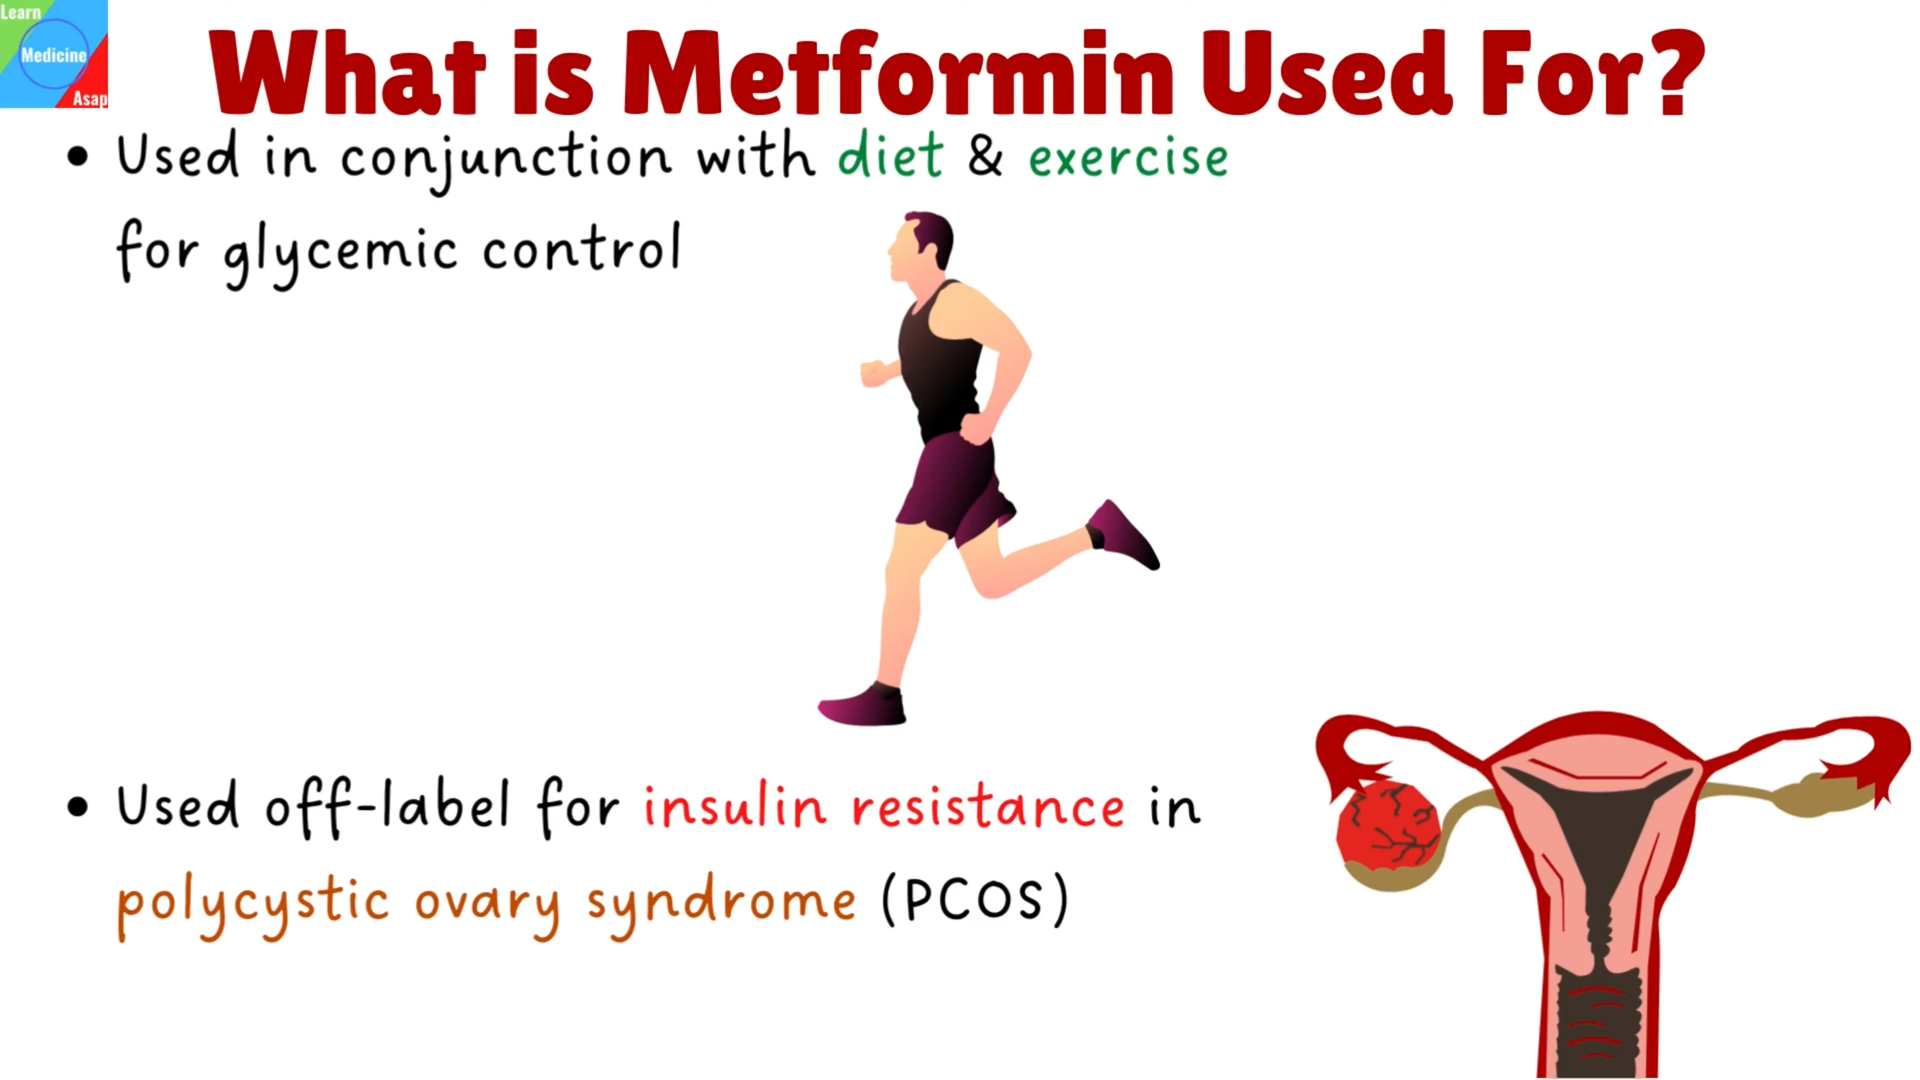 Learn
Medicine
Asap
What is Metformin Used For?
• Used in conjunction with diet & exercise
for glycemic control
• Used off-label for insulin resistance in
polycystic ovary syndrome (PCOS)